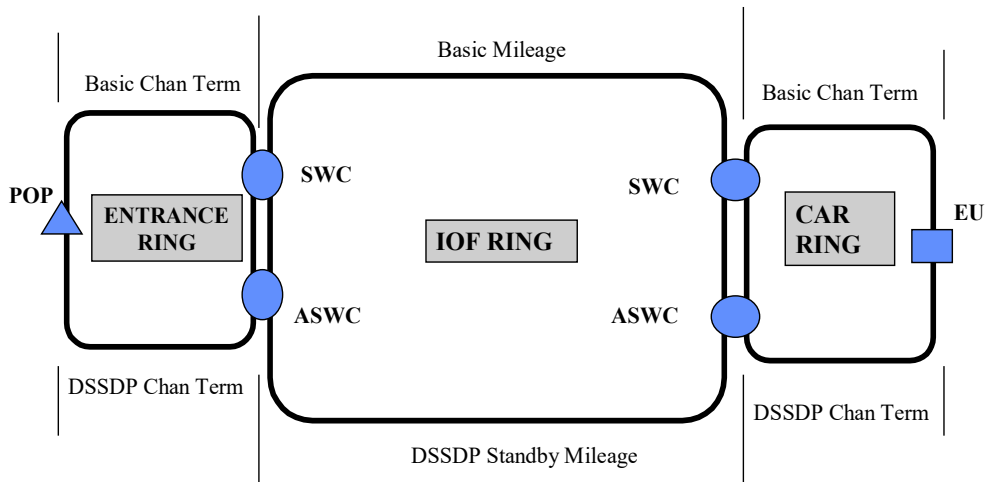 Basic Mileage
Basic Chan Term
Basic Chan Term
SWC
SWC
POP
ENTRANCE
RING
IOF RING
CAR
RING
EU
ASWC
ASWC
DSSDP Chan Term
DSSDP Chan Term
DSSDP Standby Mileage